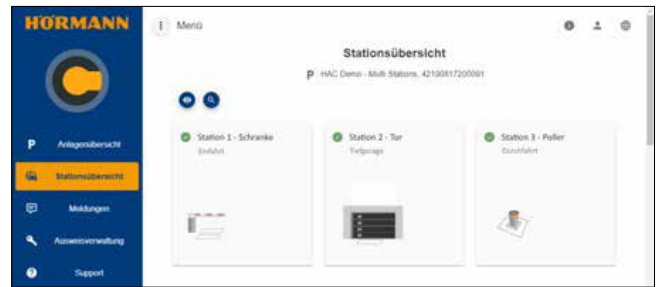 HÖRMANN
Menü
Stationsübersicht
P HAC Demo - Multi Stations, 42190817200091
Station 1 - Schranke
Einfahrt
Station 2 - Tor
Tiefgarage
Station 3 - Poller
Durchfahrt
P Anlagenübersicht
Stationsübersicht
Meldungen
Ausweisverwaltung
Support